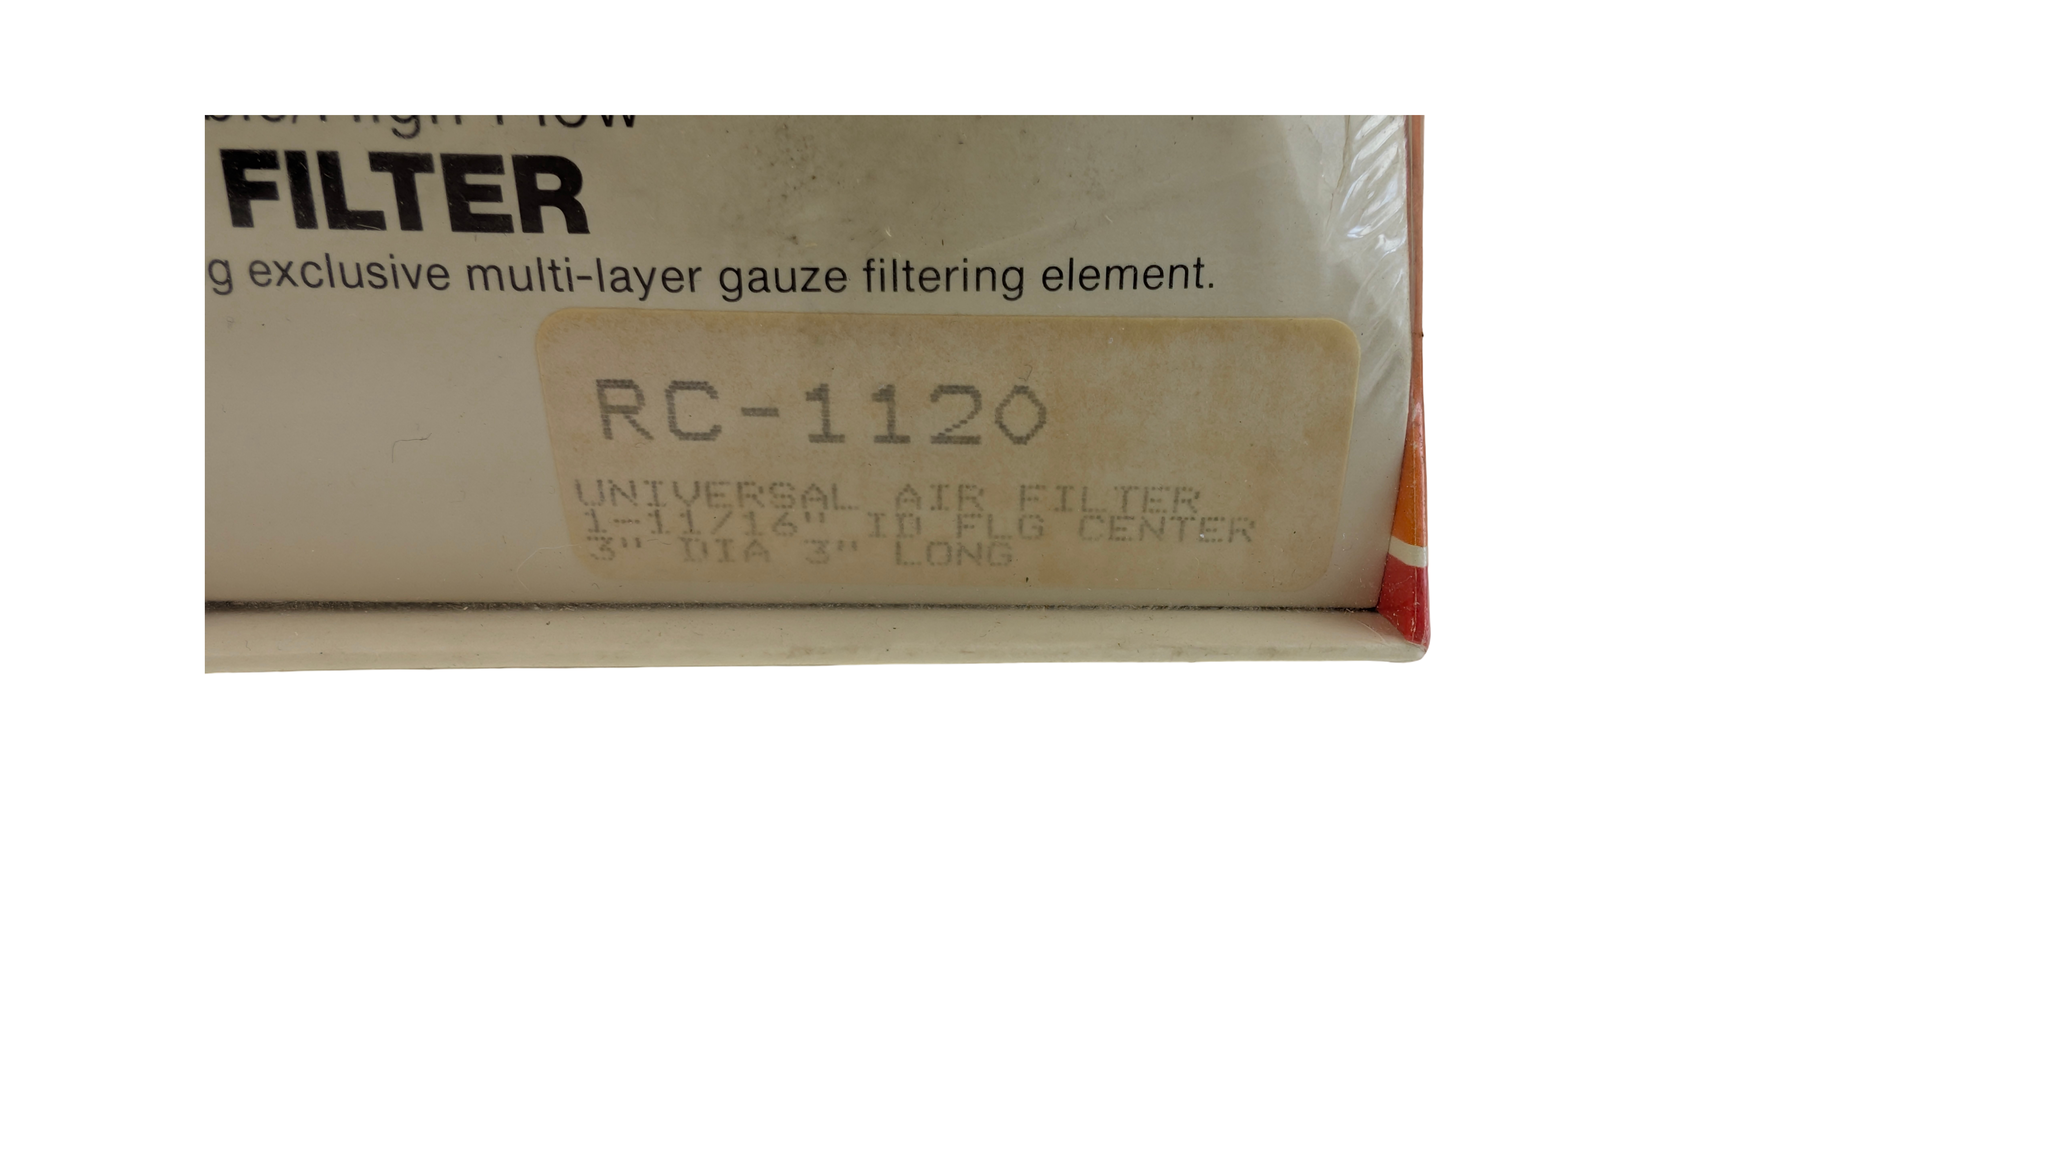 FILTER
g exclusive multi-layer gauze filtering element.
RC-1120
UNIVERSAL AIR FILTER
1-11/16" ID FLG CENTER
3" DIA 3" LONG